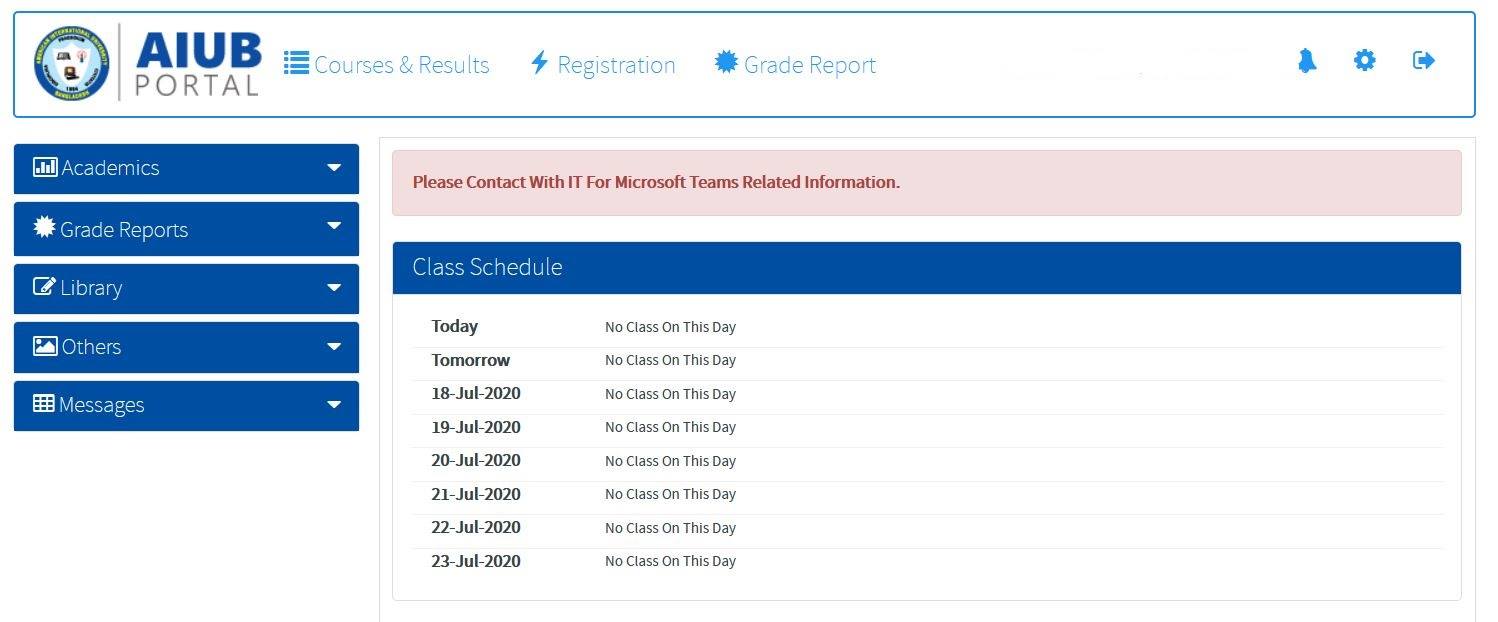 AMERICAN INTERNATIONAL UNIVERSITY
BANGLADESH
1994
AIUB
PORTAL
Courses & Results
Registration
Grade Report
Academics
Grade Reports
Library
Others
Messages
Please Contact With IT For Microsoft Teams Related Information.
Class Schedule
Today No Class On This Day
Tomorrow No Class On This Day
18-Jul-2020 No Class On This Day
19-Jul-2020 No Class On This Day
20-Jul-2020 No Class On This Day
21-Jul-2020 No Class On This Day
22-Jul-2020 No Class On This Day
23-Jul-2020 No Class On This Day